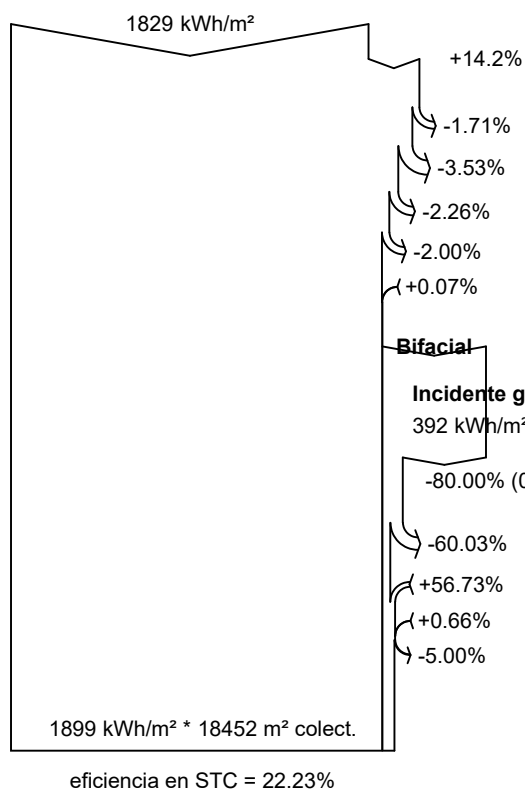 1829 kWh/m²
+14.2%
-1.71%
-3.53%
-2.26%
-2.00%
+0.07%
Bifacial
Incidente g
392 kWh/m²
-80.00% (0
-60.03%
+56.73%
+0.66%
-5.00%
1899 kWh/m² * 18452 m² colect.
eficiencia en STC = 22.23%